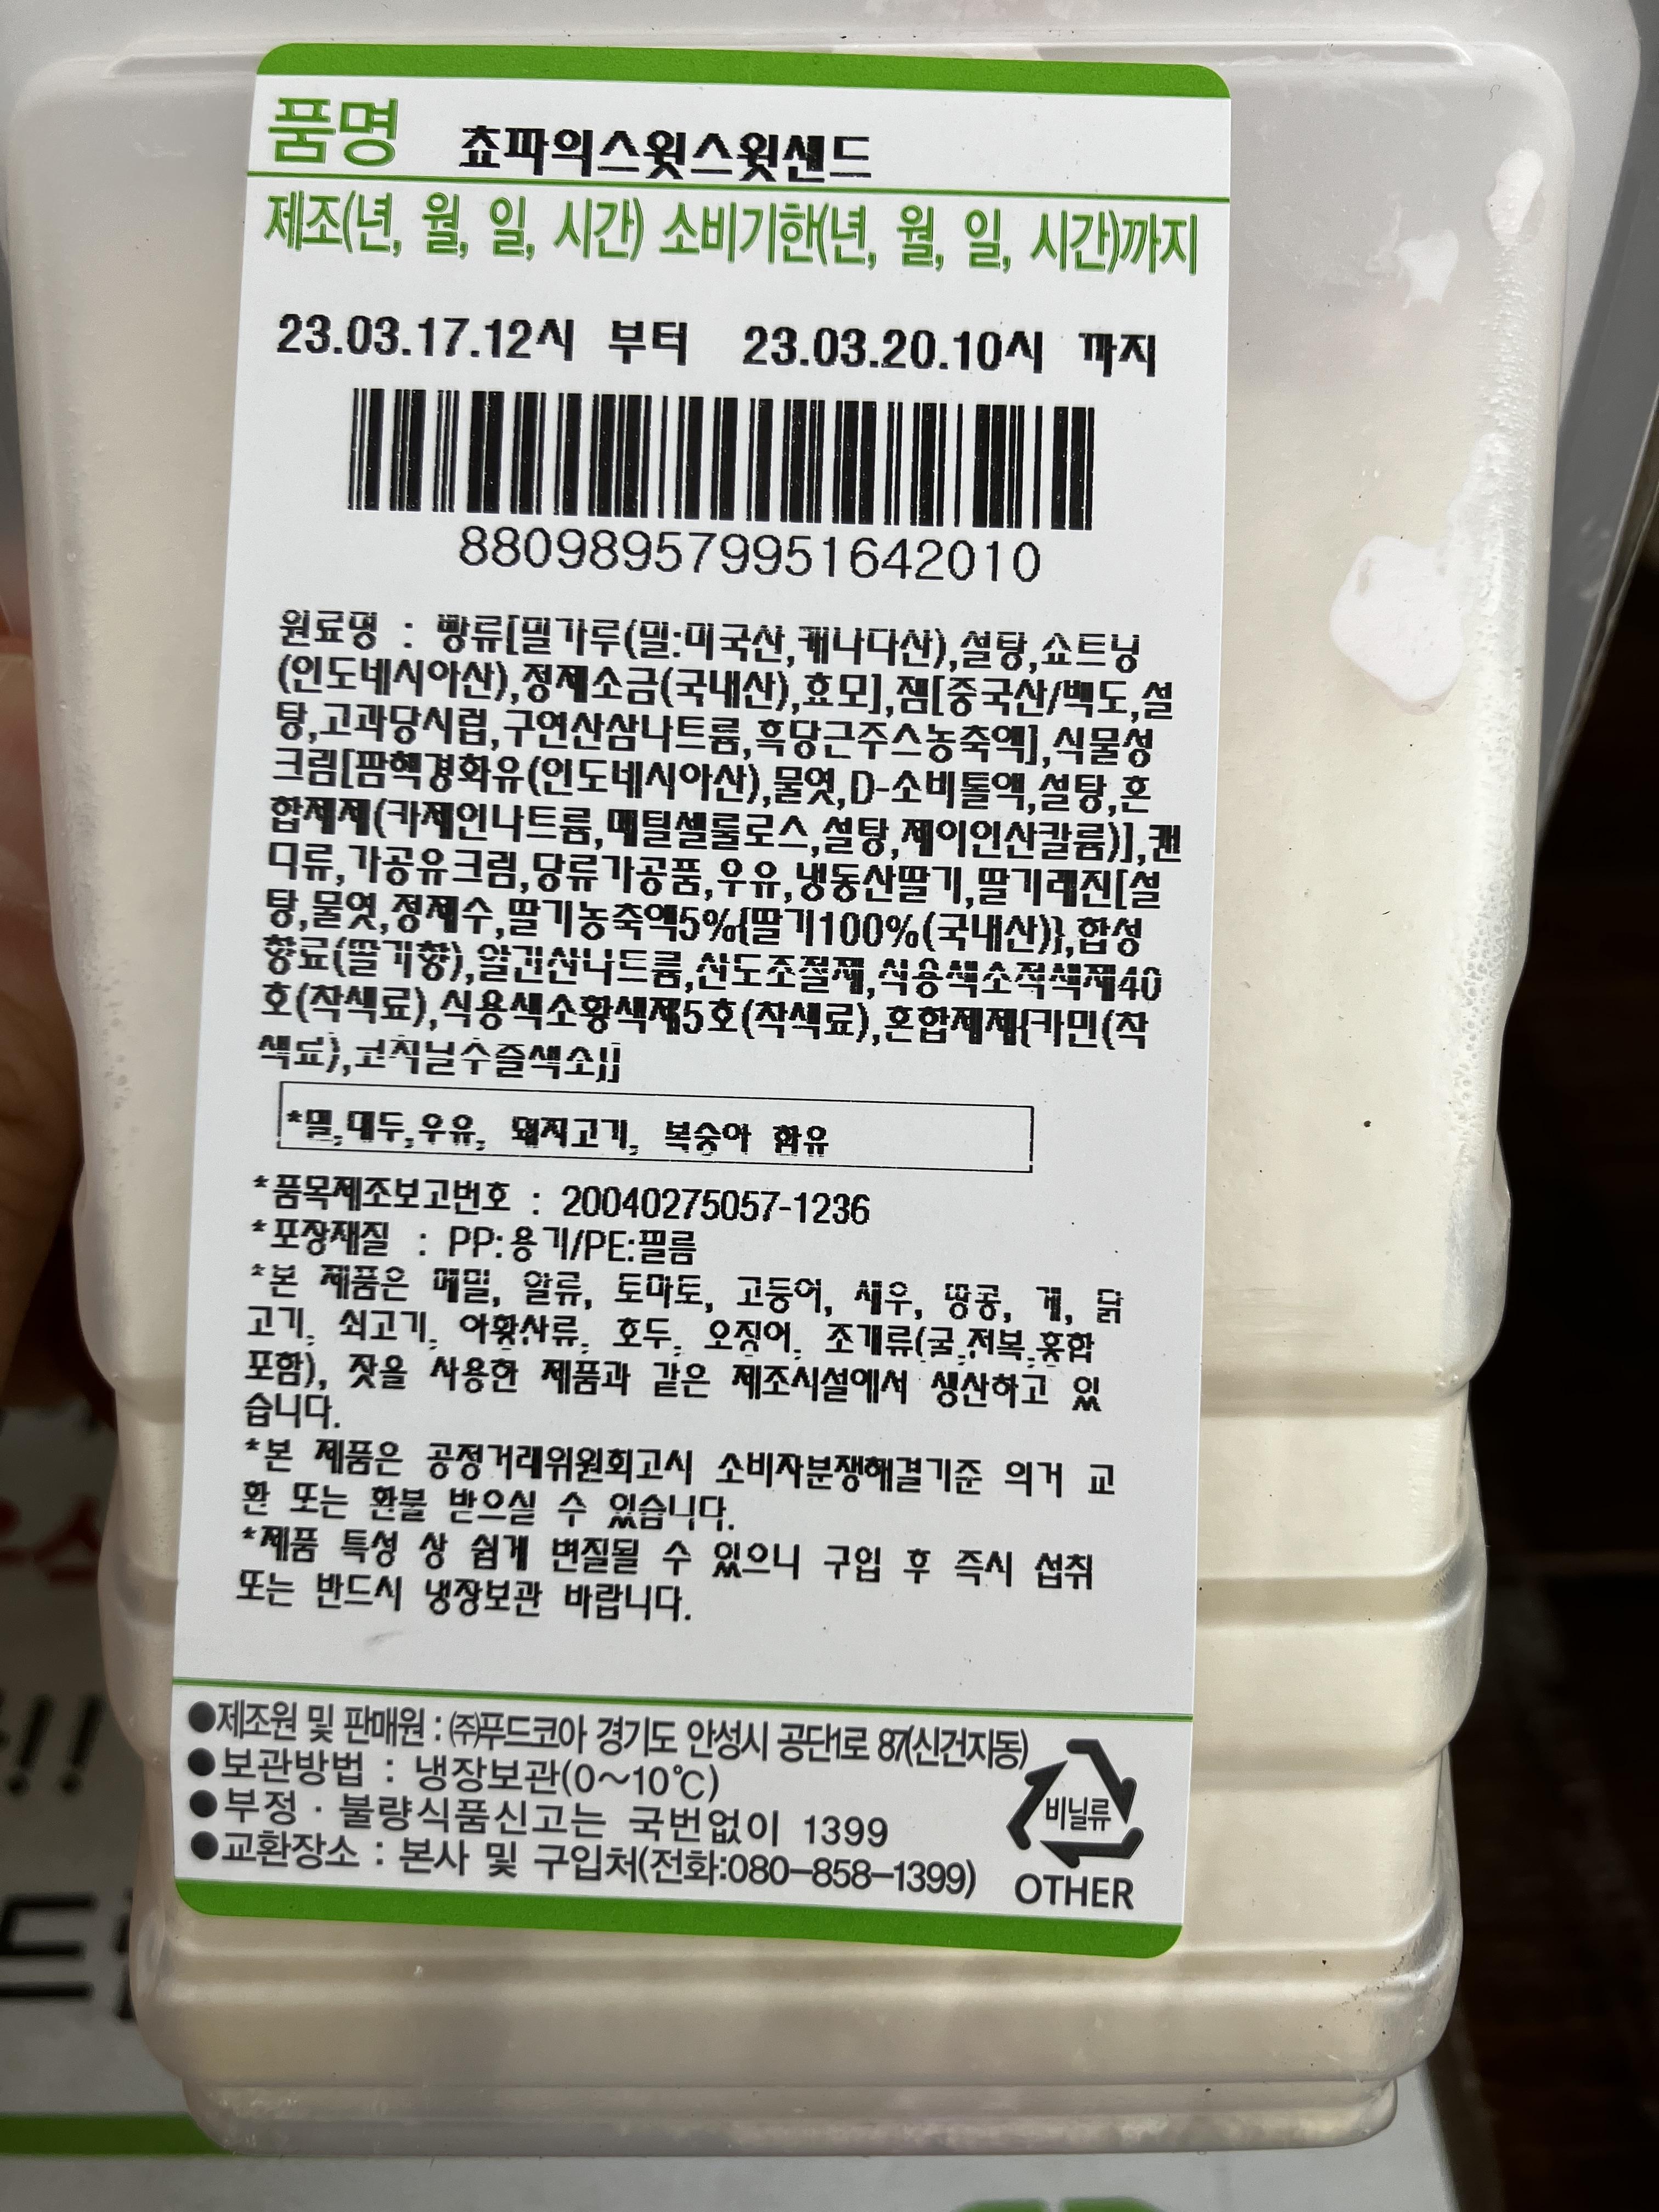 품명 쵸파의스윗스윗샌드
제조(년, 월, 일, 시간) 소비기한(년, 월, 일, 시간)까지
23.03.17.12시 부터 23.03.20.10시 까지
880989579951642010
원료명 : 빵류[밀가루(밀:미국산,캐나다산),설탕,쇼트닝
(인도네시아산),정제소금(국내산),효모],잼[중국산/백도,설
탕,고과당시럽,구연산삼나트륨,흑당근주스농축액],식물성
크림[팜핵경화유(인도네시아산),물엿,D-소비톨액,설탕,혼
합제제(카제인나트륨,메틸셀룰로스,설탕,제이인산칼륨)],캔
디류,가공유크림,당류가공품,우유,냉동산딸기,딸기레진[설
탕,물엿,정제수,딸기농축액5%{딸기100%(국내산)},합성
향료(딸기향),알긴산나트륨,산도조절제,식용색소적색제40
호(착색료),식용색소황색제5호(착색료),혼합제제{카민(착
색료),코치닐수즐색소}]
*밀,대두,우유, 돼지고기, 복숭아 함유
*품목제조보고번호 : 20040275057-1236
*포장재질 : PP:용기/PE:필름
*본 제품은 메밀, 알류, 토마토, 고등어, 새우, 땅콩, 게, 닭
고기, 쇠고기, 아황산류, 호두, 오징어, 조개류(굴,전복,홍합
포함), 잣을 사용한 제품과 같은 제조시설에서 생산하고 있
습니다.
*본 제품은 공정거래위원회고시 소비자분쟁해결기준 의거 교
환 또는 환불 받으실 수 있습니다.
*제품 특성 상 쉽게 변질될 수 있으니 구입 후 즉시 섭취
또는 반드시 냉장보관 바랍니다.
●제조원 및 판매원 : ㈜푸드코아 경기도 안성시 공단1로 87(신건지동)
●보관방법 : 냉장보관(0~10℃)
●부정 · 불량식품신고는 국번없이 1399
●교환장소 : 본사 및 구입처(전화:080-858-1399)
비닐류
OTHER